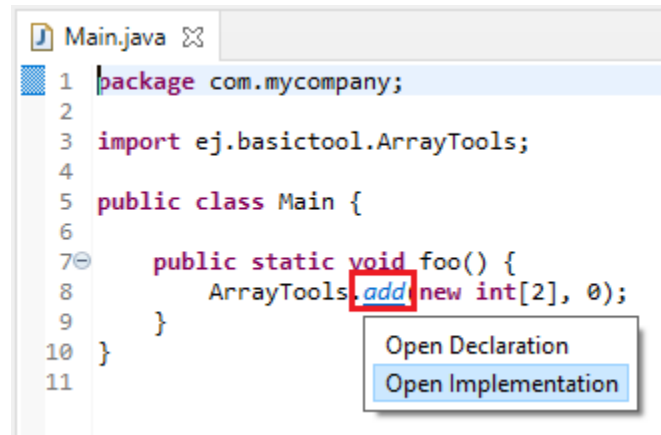 Main.java
1 package com.mycompany;
2
3 import ej.basictool.ArrayTools;
4
5 public class Main {
6
7 public static void foo() {
8 ArrayTools.add(new int[2], 0);
9 }
10 }
11
Open Declaration
Open Implementation